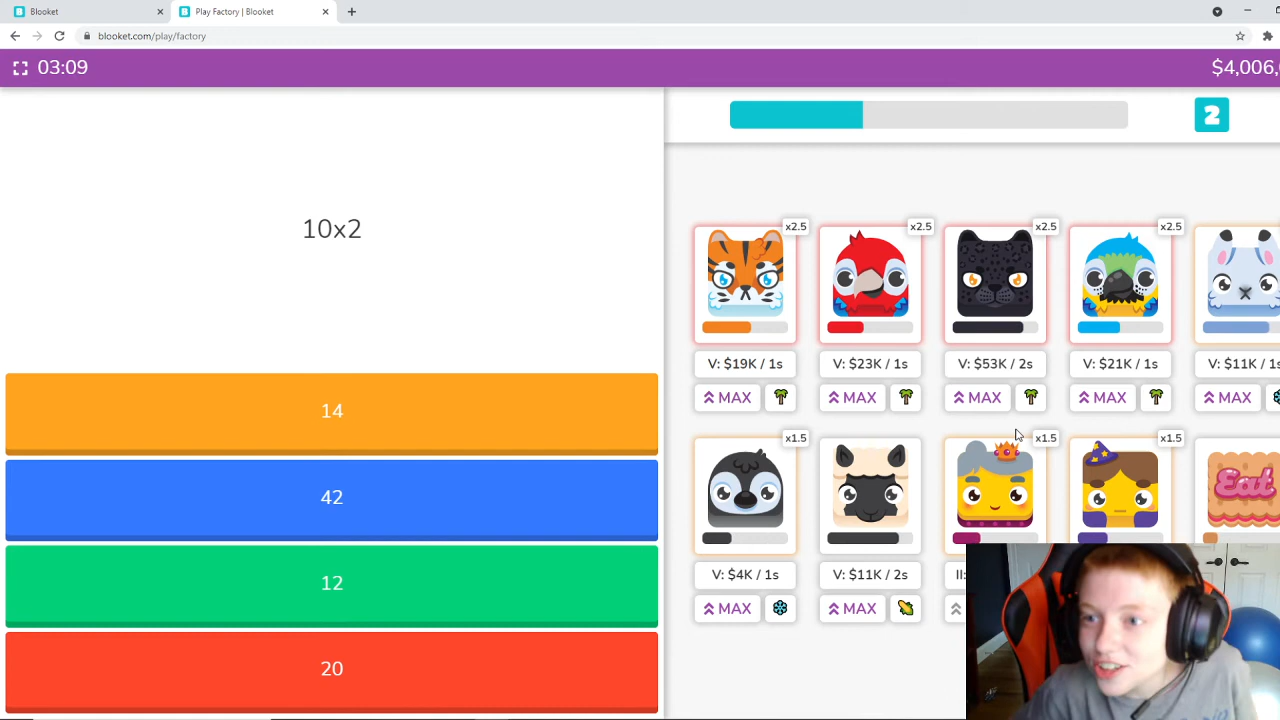 Blooket
Play Factory | Blooket
blooket.com/play/factory
03:09
$4,006,
2
10x2
14
42
12
20
x2.5
x2.5
x2.5
x2.5
V: $19K / 1s
V: $23K / 1s
V: $53K / 2s
V: $21K / 1s
V: $11K / 1s
MAX
MAX
MAX
MAX
MAX
x1.5
x1.5
x1.5
Eat
V: $4K / 1s
V: $11K / 2s
II:
MAX
MAX